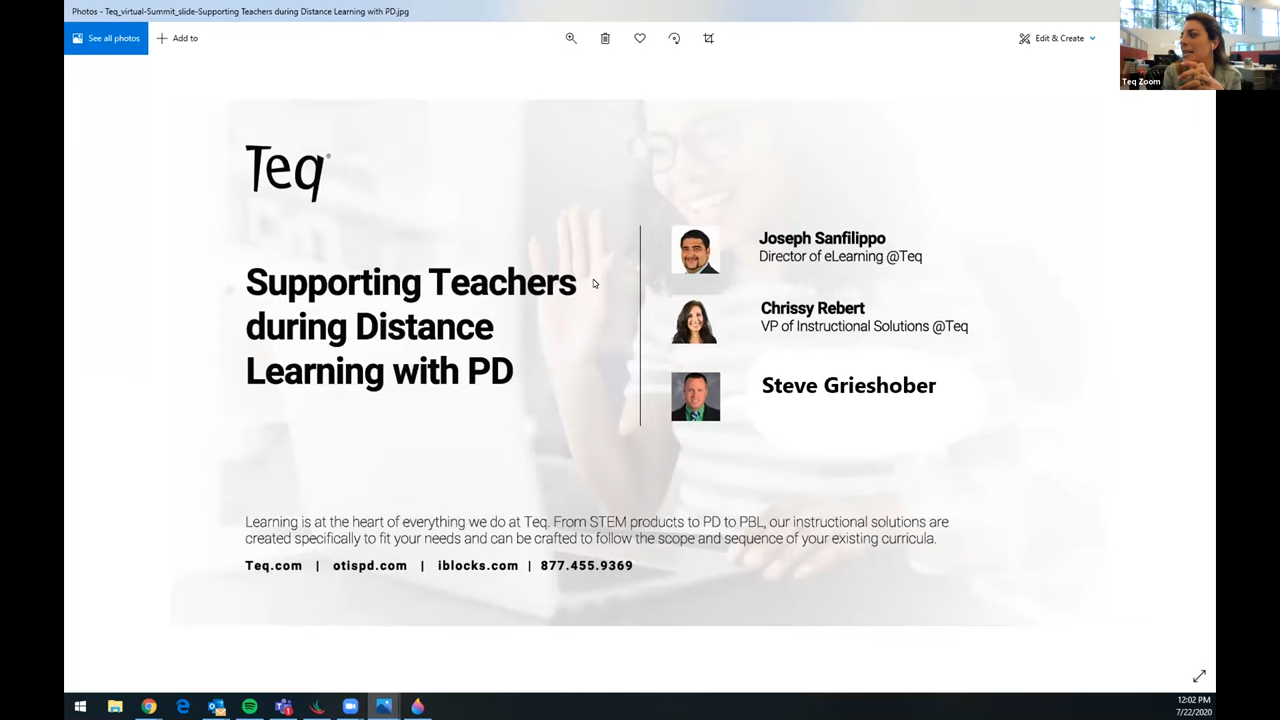 Photos - Teq_virtual-Summit_slide-Supporting Teachers during Distance Learning with PD.jpg
See all photos
Add to
Edit & Create
Teq Zoom
Teq®
Supporting Teachers
during Distance
Learning with PD
Joseph Sanfilippo
Director of eLearning @Teq
Chrissy Rebert
VP of Instructional Solutions @Teq
Steve Grieshober
Learning is at the heart of everything we do at Teq. From STEM products to PD to PBL, our instructional solutions are
created specifically to fit your needs and can be crafted to follow the scope and sequence of your existing curricula.
Teq.com | otispd.com | iblocks.com | 877.455.9369
12:02 PM
7/22/2020